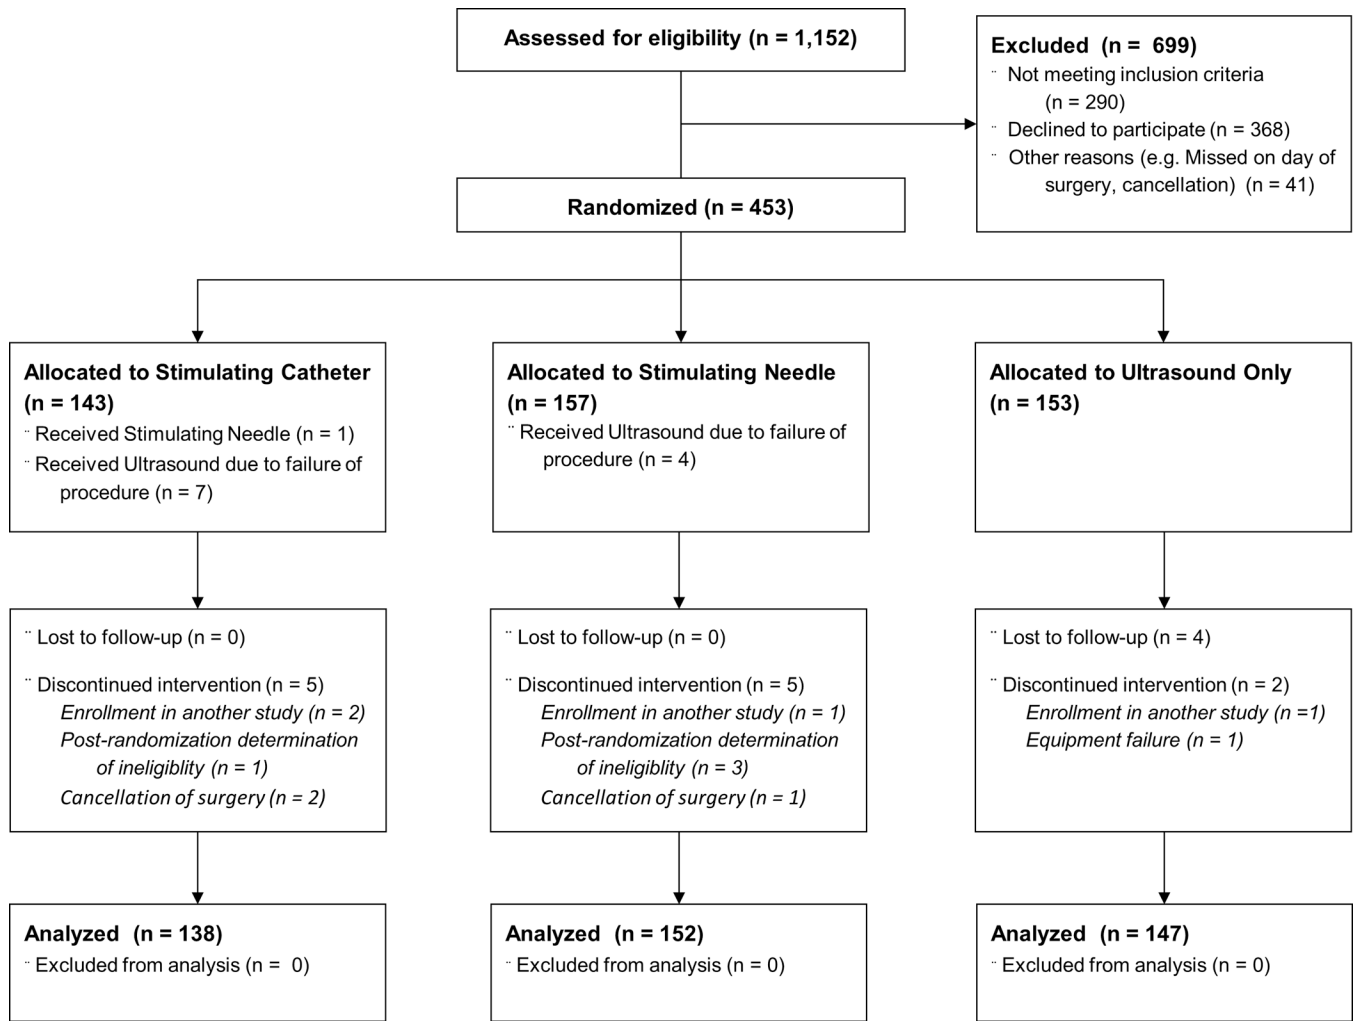 Assessed for eligibility (n = 1,152)
Excluded (n = 699)
¨ Not meeting inclusion criteria
(n = 290)
¨ Declined to participate (n = 368)
¨ Other reasons (e.g. Missed on day of
surgery, cancellation) (n = 41)
Randomized (n = 453)
Allocated to Stimulating Catheter
(n = 143)
¨ Received Stimulating Needle (n = 1)
¨ Received Ultrasound due to failure of
procedure (n = 7)
Allocated to Stimulating Needle
(n = 157)
¨ Received Ultrasound due to failure of
procedure (n = 4)
Allocated to Ultrasound Only
(n = 153)
¨ Lost to follow-up (n = 0)
¨ Discontinued intervention (n = 5)
Enrollment in another study (n = 2)
Post-randomization determination
of ineligiblity (n = 1)
Cancellation of surgery (n = 2)
¨ Lost to follow-up (n = 0)
¨ Discontinued intervention (n = 5)
Enrollment in another study (n = 1)
Post-randomization determination
of ineligiblity (n = 3)
Cancellation of surgery (n = 1)
¨ Lost to follow-up (n = 4)
¨ Discontinued intervention (n = 2)
Enrollment in another study (n =1)
Equipment failure (n = 1)
Analyzed (n = 138)
¨ Excluded from analysis (n = 0)
Analyzed (n = 152)
¨ Excluded from analysis (n = 0)
Analyzed (n = 147)
¨ Excluded from analysis (n = 0)